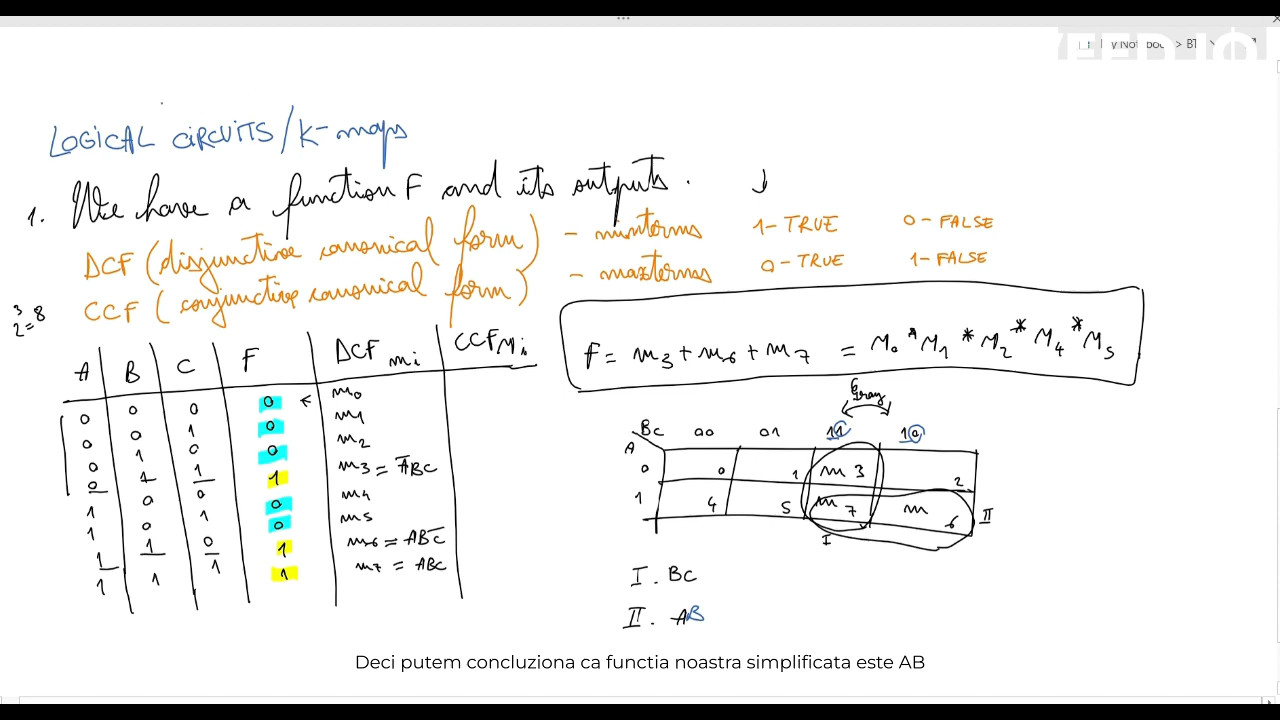 My Notebook > BT
LOGICAL CIRCUITS / K-maps
1. We have a function F and its outputs.
DCF (disjunctive canonical form) - minterms 1-TRUE 0-FALSE
CCF (conjunctive canonical form) - maxterms 0-TRUE 1-FALSE
2³=8
A B C F DCF mi CCF Mi
0 0 0 0 ← m0
0 0 1 0 m1
0 1 0 0 m2
0 1 1 1 m3 = A̅BC
1 0 0 0 m4
1 0 1 0 m5
1 1 0 1 m6 = ABC̅
1 1 1 1 m7 = ABC
F = m3 + m6 + m7 = M0 * M1 * M2 * M4 * M5
Gray
BC 00 01 11 10
A
0 0 1 m3 2
1 4 5 m7 m6 II
I
I. BC
II. AB
Deci putem concluziona ca functia noastra simplificata este AB